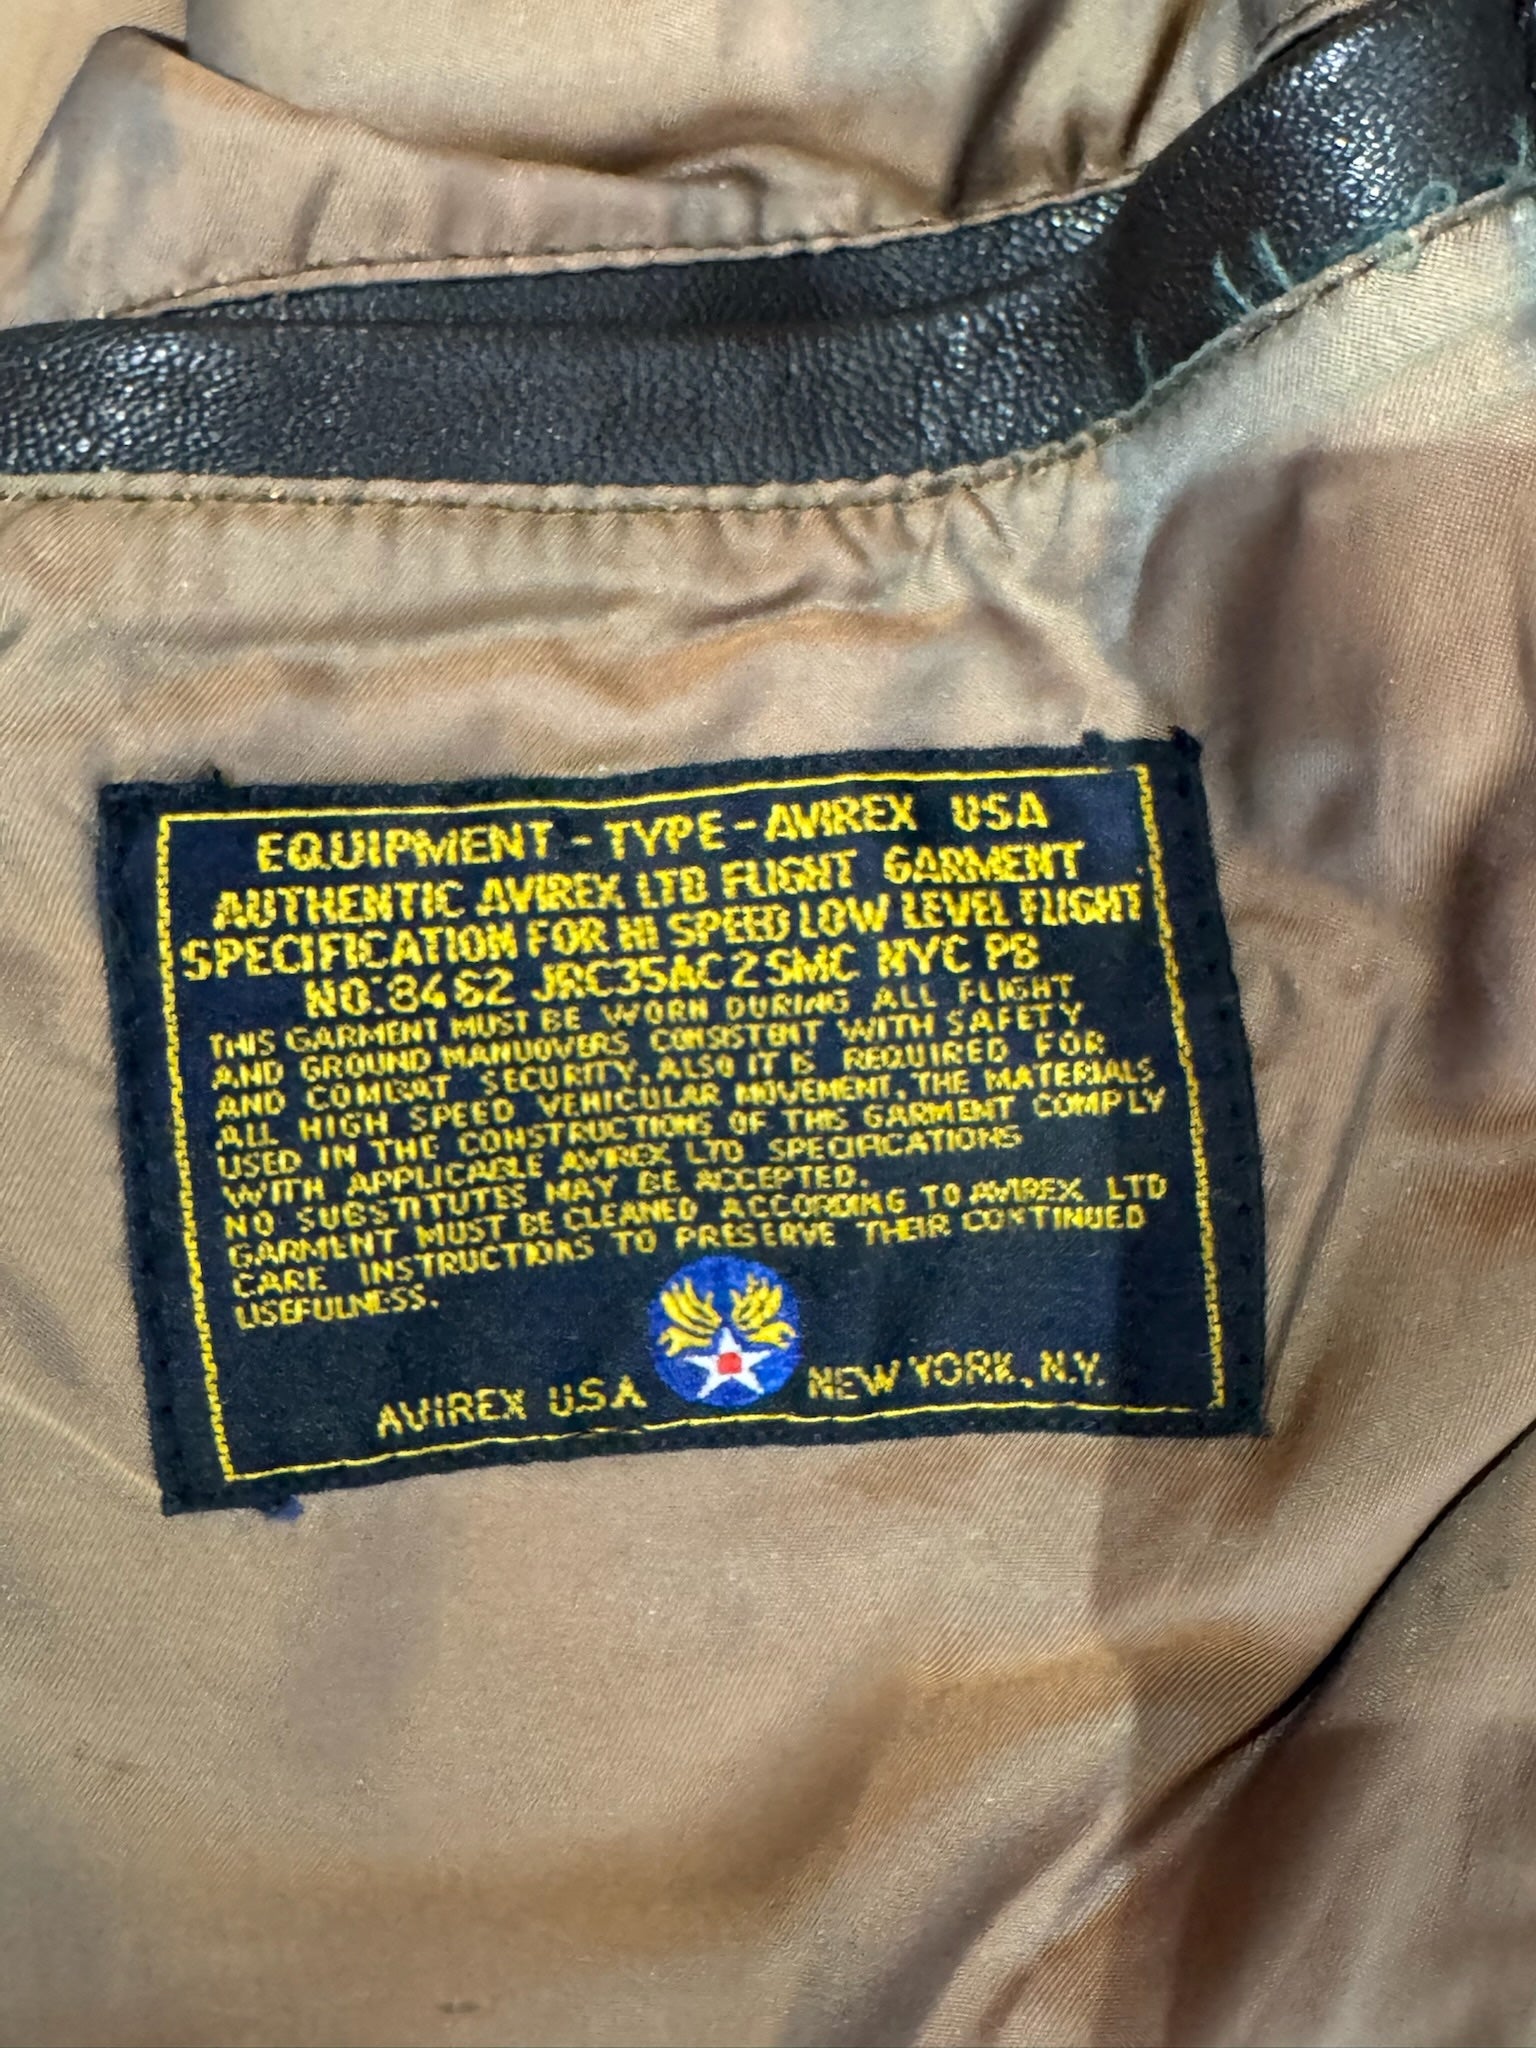 EQUIPMENT - TYPE - AVIREX USA
AUTHENTIC AVIREX LTD FLIGHT GARMENT
SPECIFICATION FOR HI SPEED LOW LEVEL FLIGHT
NO. 8462 JRC35AC2SMC NYC PB
THIS GARMENT MUST BE WORN DURING ALL FLIGHT
AND GROUND MANUOVERS CONSISTENT WITH SAFETY
AND COMBAT SECURITY. ALSO IT IS REQUIRED FOR
ALL HIGH SPEED VEHICULAR MOVEMENT. THE MATERIALS
USED IN THE CONSTRUCTIONS OF THIS GARMENT COMPLY
WITH APPLICABLE AVIREX LTD SPECIFICATIONS
NO SUBSTITUTES MAY BE ACCEPTED.
GARMENT MUST BE CLEANED ACCORDING TO AVIREX LTD
CARE INSTRUCTIONS TO PRESERVE THEIR CONTINUED
USEFULNESS.
AVIREX U.S.A. NEW YORK, N.Y.